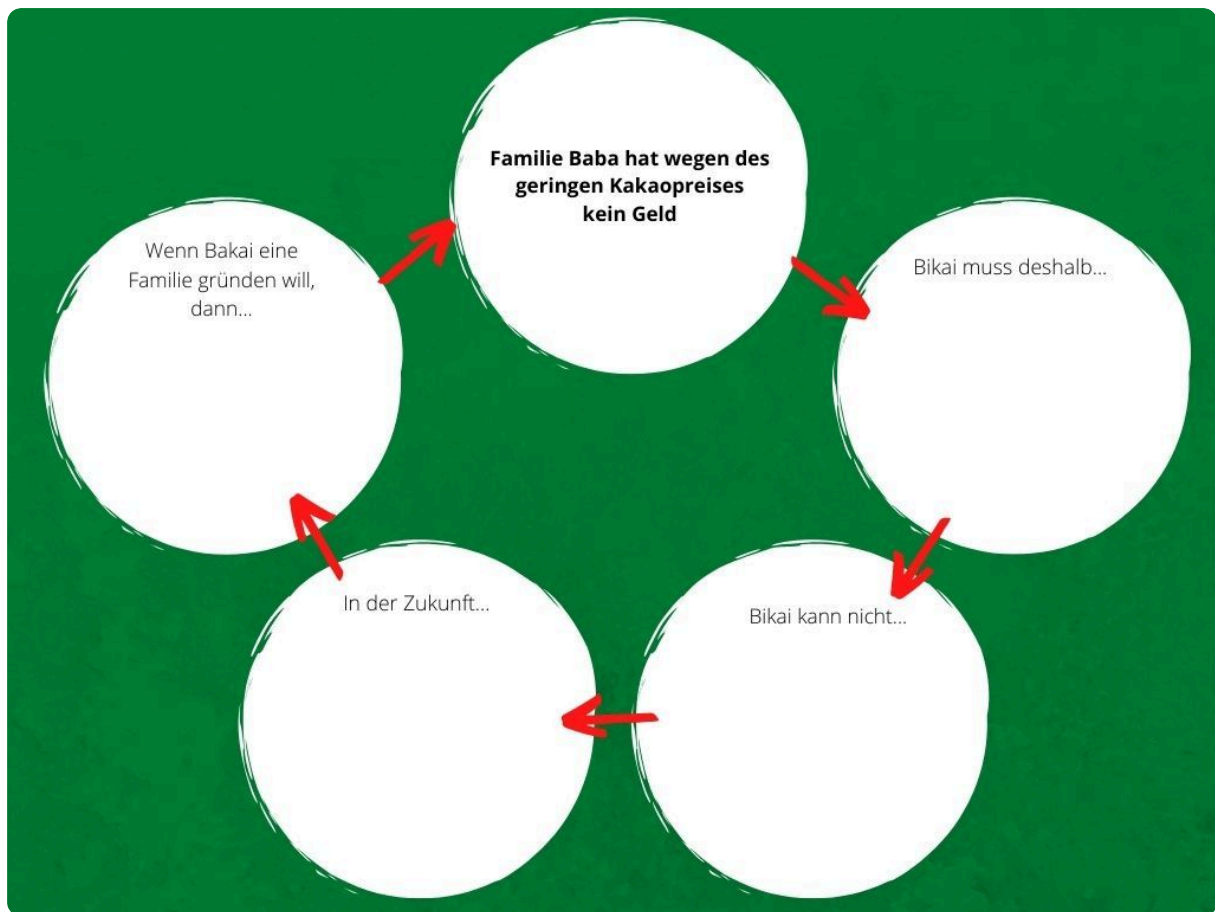 Familie Baba hat wegen des
geringen Kakaopreises
kein Geld
Bikai muss deshalb...
Bikai kann nicht...
In der Zukunft...
Wenn Bakai eine
Familie gründen will,
dann...